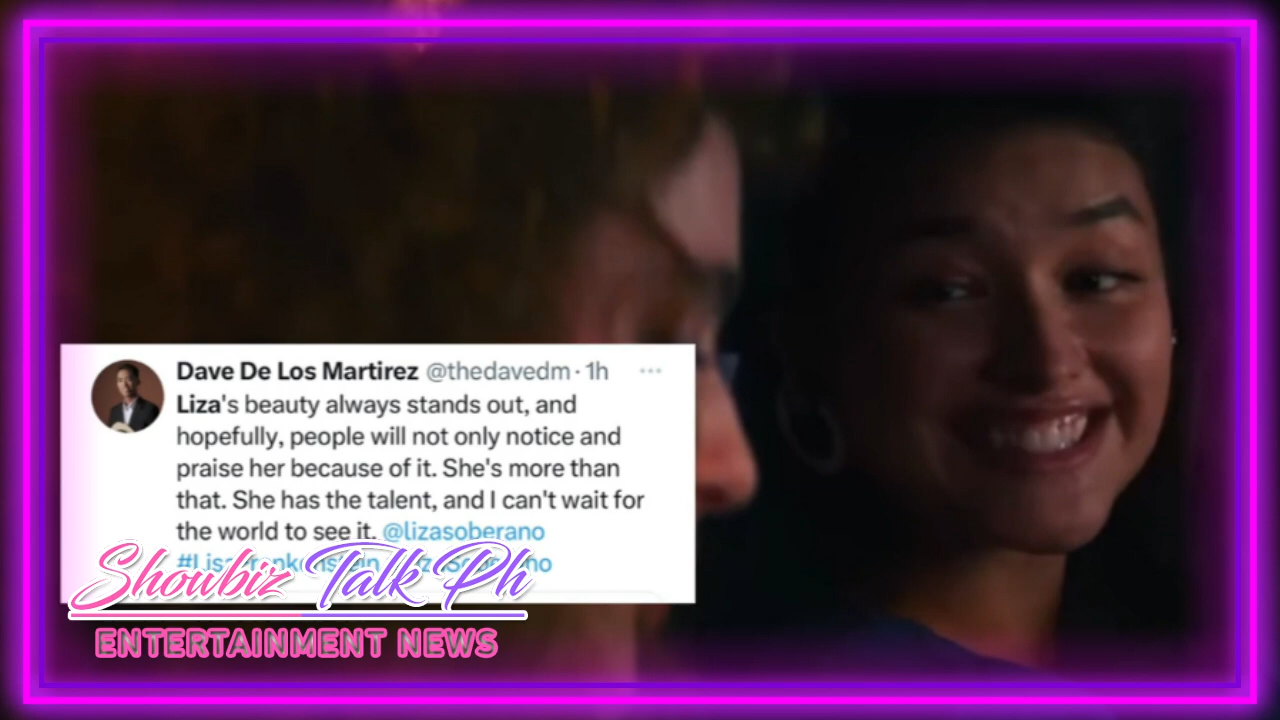 Dave De Los Martirez @thedavedm · 1h
Liza's beauty always stands out, and
hopefully, people will not only notice and
praise her because of it. She's more than
that. She has the talent, and I can't wait for
the world to see it. @lizasoberano
Showbiz Talk Ph
ENTERTAINMENT NEWS